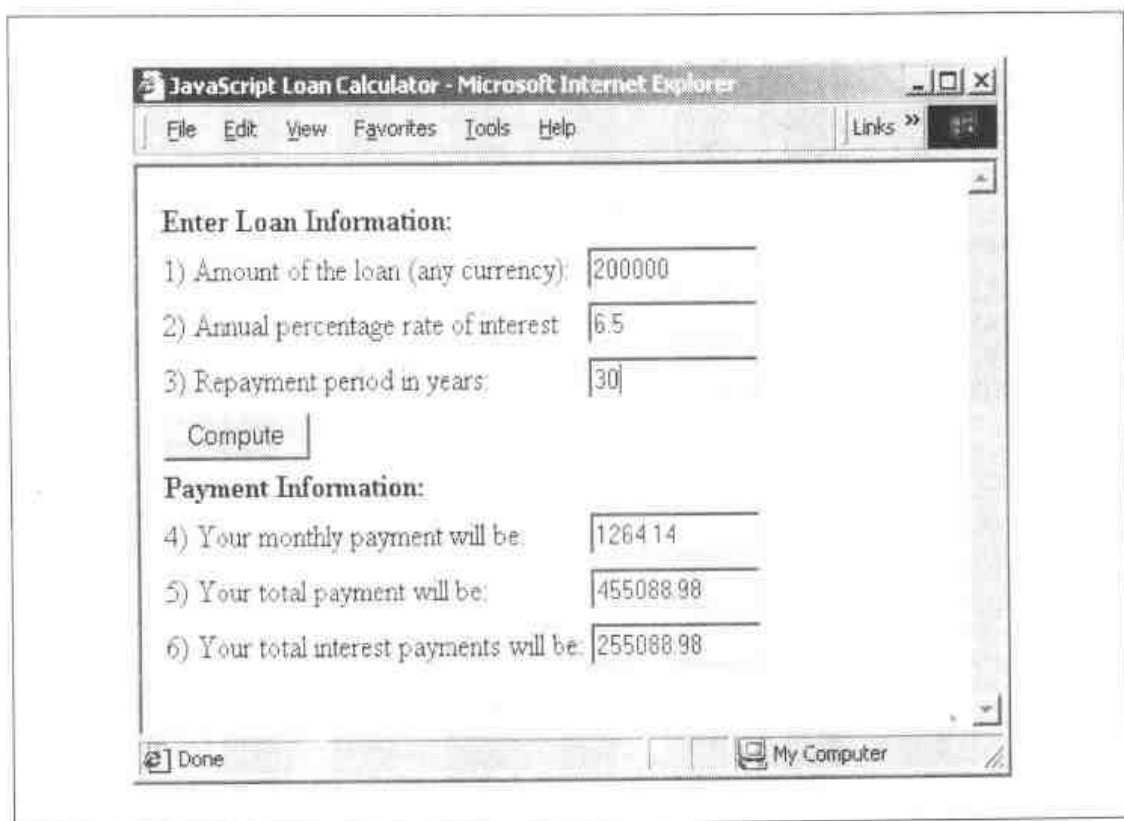 JavaScript Loan Calculator - Microsoft Internet Explorer
File Edit View Favorites Tools Help Links »
Enter Loan Information:
1) Amount of the loan (any currency): 200000
2) Annual percentage rate of interest 6.5
3) Repayment period in years: 30
Compute
Payment Information:
4) Your monthly payment will be: 1264.14
5) Your total payment will be: 455088.98
6) Your total interest payments will be: 255088.98
Done My Computer